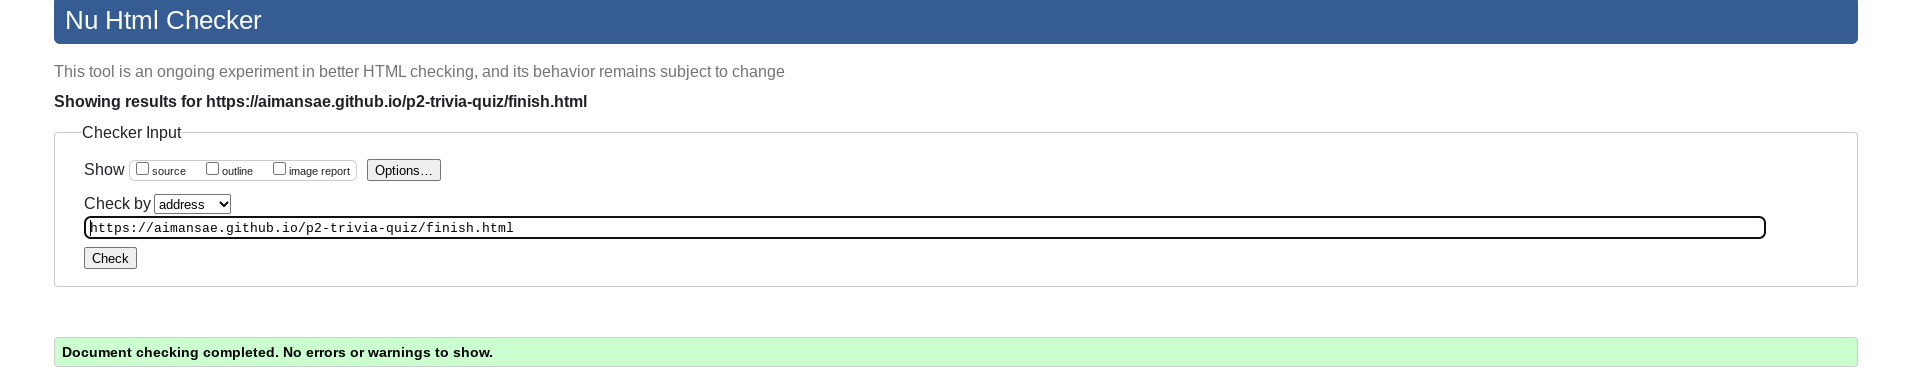 Nu Html Checker
This tool is an ongoing experiment in better HTML checking, and its behavior remains subject to change
Showing results for https://aimansae.github.io/p2-trivia-quiz/finish.html
Checker Input
Show source outline image report Options...
Check by address
https://aimansae.github.io/p2-trivia-quiz/finish.html
Check
Document checking completed. No errors or warnings to show.